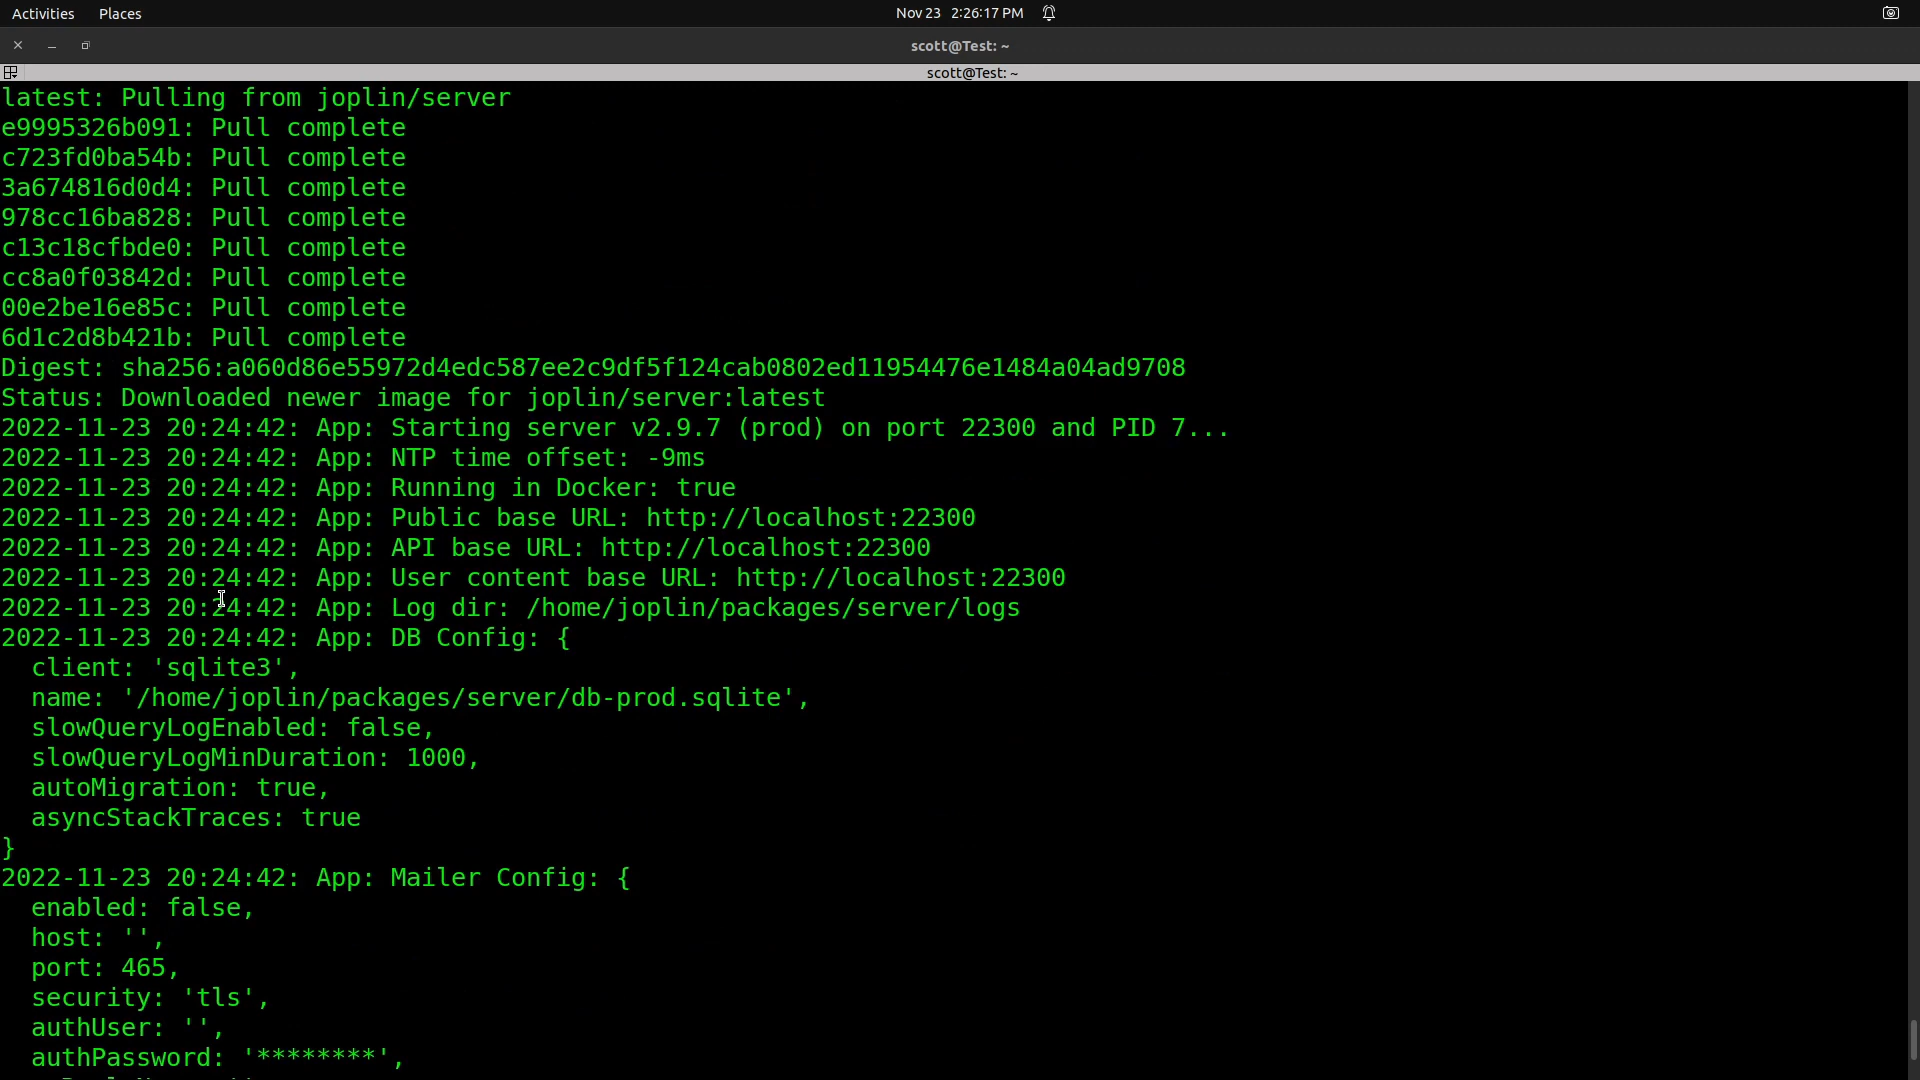 Activities Places Nov 23 2:26:17 PM
scott@Test: ~
scott@Test: ~
latest: Pulling from joplin/server
e9995326b091: Pull complete
c723fd0ba54b: Pull complete
3a674816d0d4: Pull complete
978cc16ba828: Pull complete
c13c18cfbde0: Pull complete
cc8a0f03842d: Pull complete
00e2be16e85c: Pull complete
6d1c2d8b421b: Pull complete
Digest: sha256:a060d86e55972d4edc587ee2c9df5f124cab0802ed11954476e1484a04ad9708
Status: Downloaded newer image for joplin/server:latest
2022-11-23 20:24:42: App: Starting server v2.9.7 (prod) on port 22300 and PID 7...
2022-11-23 20:24:42: App: NTP time offset: -9ms
2022-11-23 20:24:42: App: Running in Docker: true
2022-11-23 20:24:42: App: Public base URL: http://localhost:22300
2022-11-23 20:24:42: App: API base URL: http://localhost:22300
2022-11-23 20:24:42: App: User content base URL: http://localhost:22300
2022-11-23 20:24:42: App: Log dir: /home/joplin/packages/server/logs
2022-11-23 20:24:42: App: DB Config: {
  client: 'sqlite3',
  name: '/home/joplin/packages/server/db-prod.sqlite',
  slowQueryLogEnabled: false,
  slowQueryLogMinDuration: 1000,
  autoMigration: true,
  asyncStackTraces: true
}
2022-11-23 20:24:42: App: Mailer Config: {
  enabled: false,
  host: '',
  port: 465,
  security: 'tls',
  authUser: '',
  authPassword: '********',